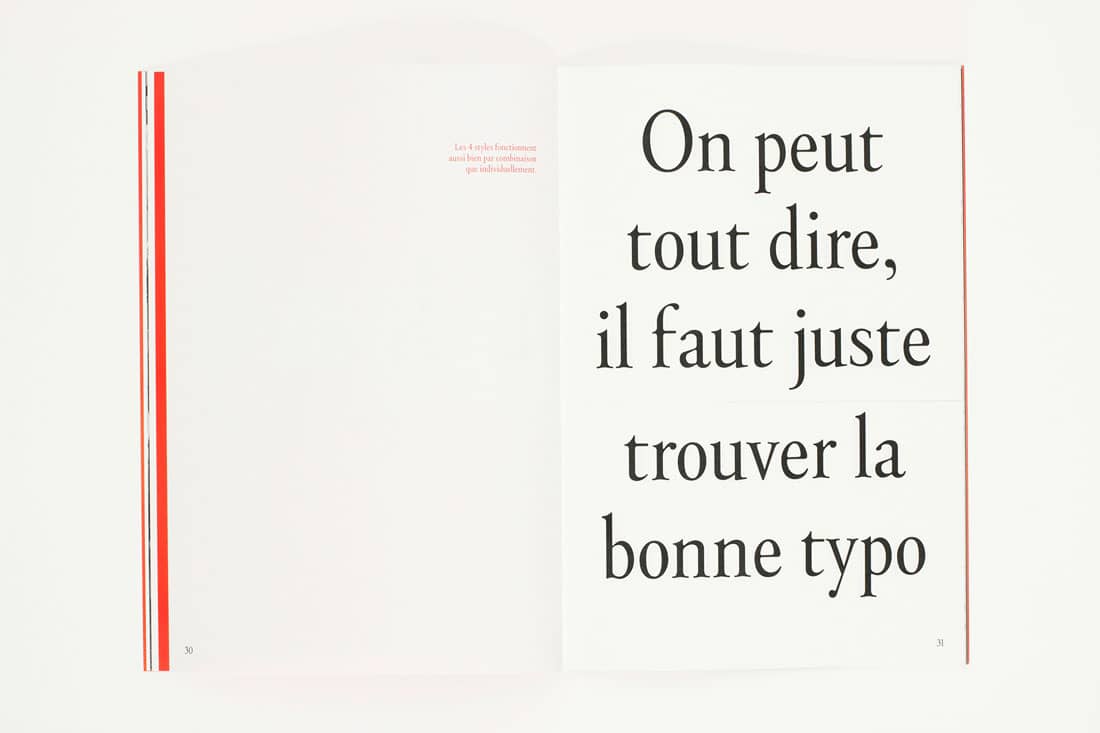 Les 4 styles fonctionnent
aussi bien par combinaison
que individuellement.
30
On peut
tout dire,
il faut juste
trouver la
bonne typo
31